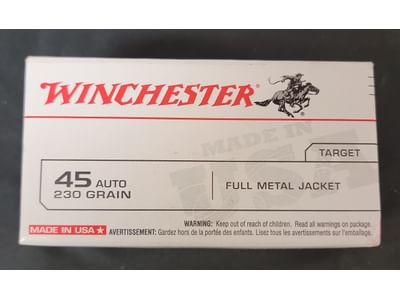 WINCHESTER
MADE IN
USA
TARGET
45 AUTO
230 GRAIN
FULL METAL JACKET
MADE IN USA
WARNING: Keep out of reach of children. Read all warnings on package.
AVERTISSEMENT: Gardez hors de la portée des enfants. Lisez tous les avertissements sur l'emballage.